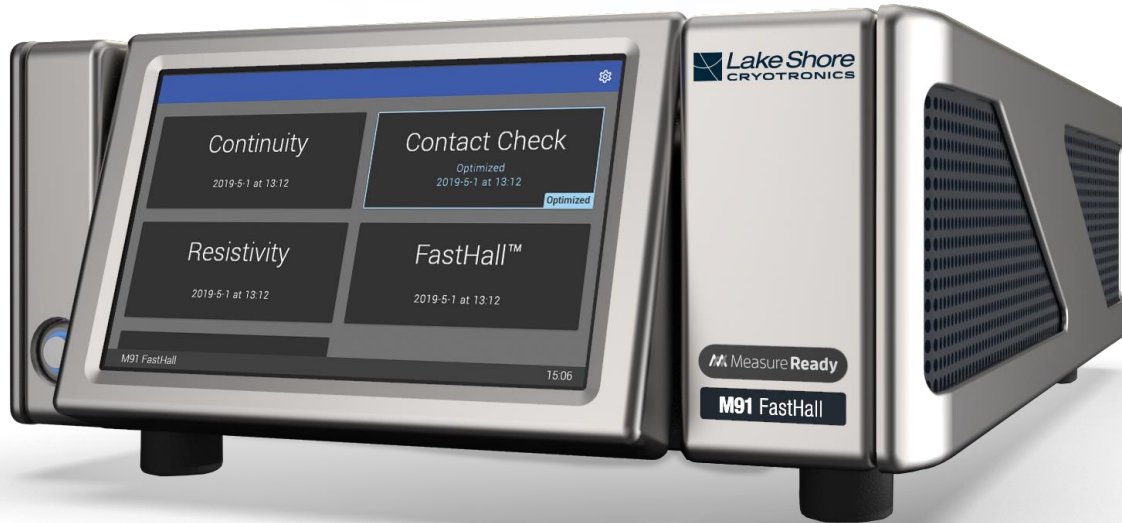 Lake Shore
CRYOTRONICS
Continuity
2019-5-1 at 13:12
Contact Check
Optimized
2019-5-1 at 13:12
Optimized
Resistivity
2019-5-1 at 13:12
FastHall™
2019-5-1 at 13:12
M91 FastHall
15:06
MeasureReady
M91 FastHall